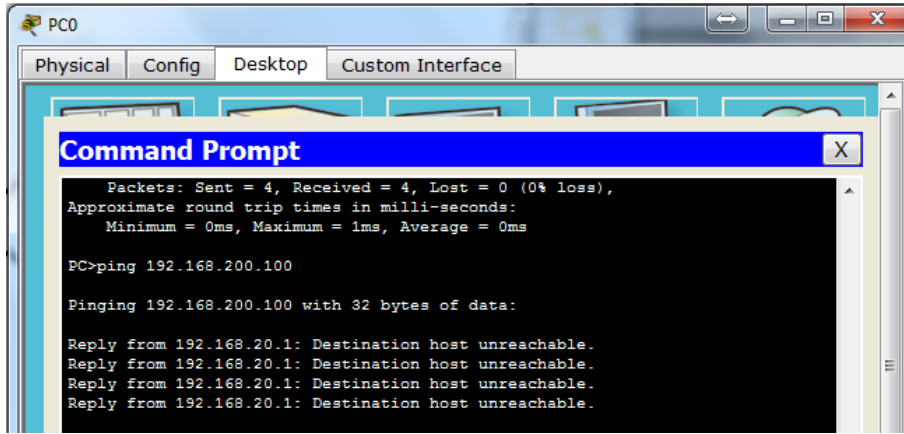 PC0
Physical Config Desktop Custom Interface
Command Prompt X
Packets: Sent = 4, Received = 4, Lost = 0 (0% loss),
Approximate round trip times in milli-seconds:
Minimum = 0ms, Maximum = 1ms, Average = 0ms
PC>ping 192.168.200.100
Pinging 192.168.200.100 with 32 bytes of data:
Reply from 192.168.20.1: Destination host unreachable.
Reply from 192.168.20.1: Destination host unreachable.
Reply from 192.168.20.1: Destination host unreachable.
Reply from 192.168.20.1: Destination host unreachable.